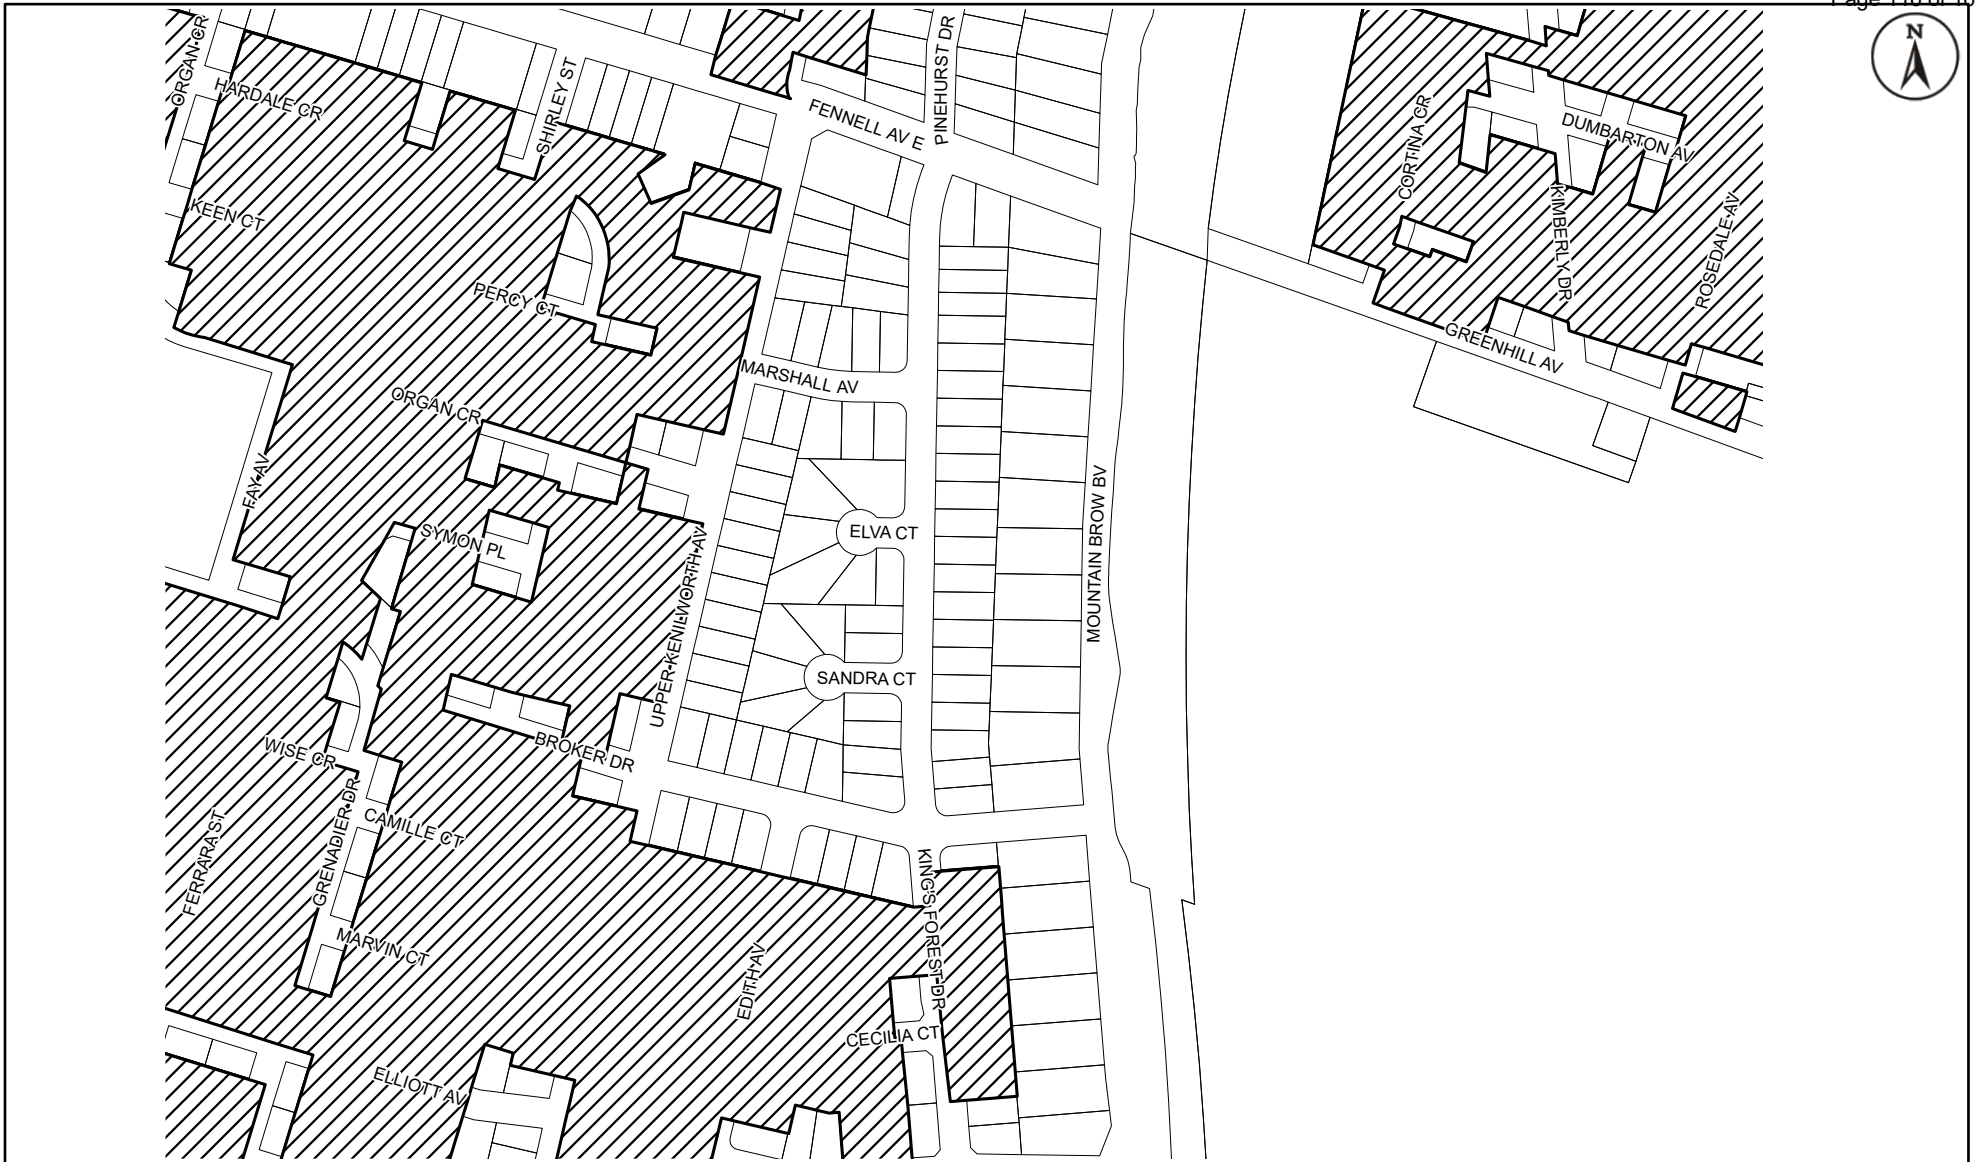 N
ORGAN CR
HARDALE CR
SHIRLEY ST
FENNELL AV E
PINEHURST DR
CORTINA CR
DUMBARTON AV
KIMBERLY DR
ROSEDALE AV
KEEN CT
PERCY CT
GREENHILL AV
MARSHALL AV
ORGAN CR
FAY AV
SYMON PL
ELVA CT
MOUNTAIN BROW BV
UPPER KENILWORTH AV
SANDRA CT
BROKER DR
WISE CR
GRENADIER DR
CAMILLE CT
FERRARA ST
KING'S FOREST DR
MARVIN CT
EDITH AV
CECILIA CT
ELLIOTT AV